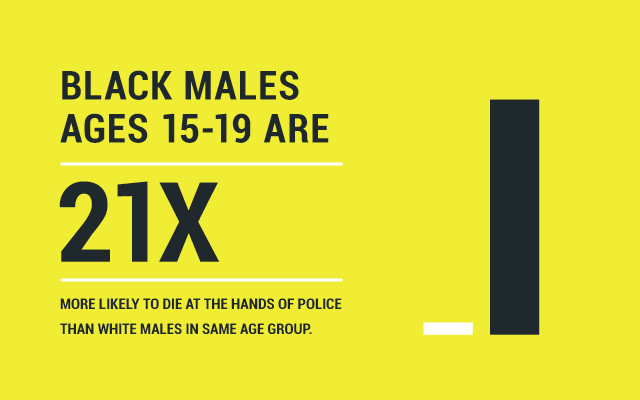 BLACK MALES
AGES 15-19 ARE
21X
MORE LIKELY TO DIE AT THE HANDS OF POLICE
THAN WHITE MALES IN SAME AGE GROUP.